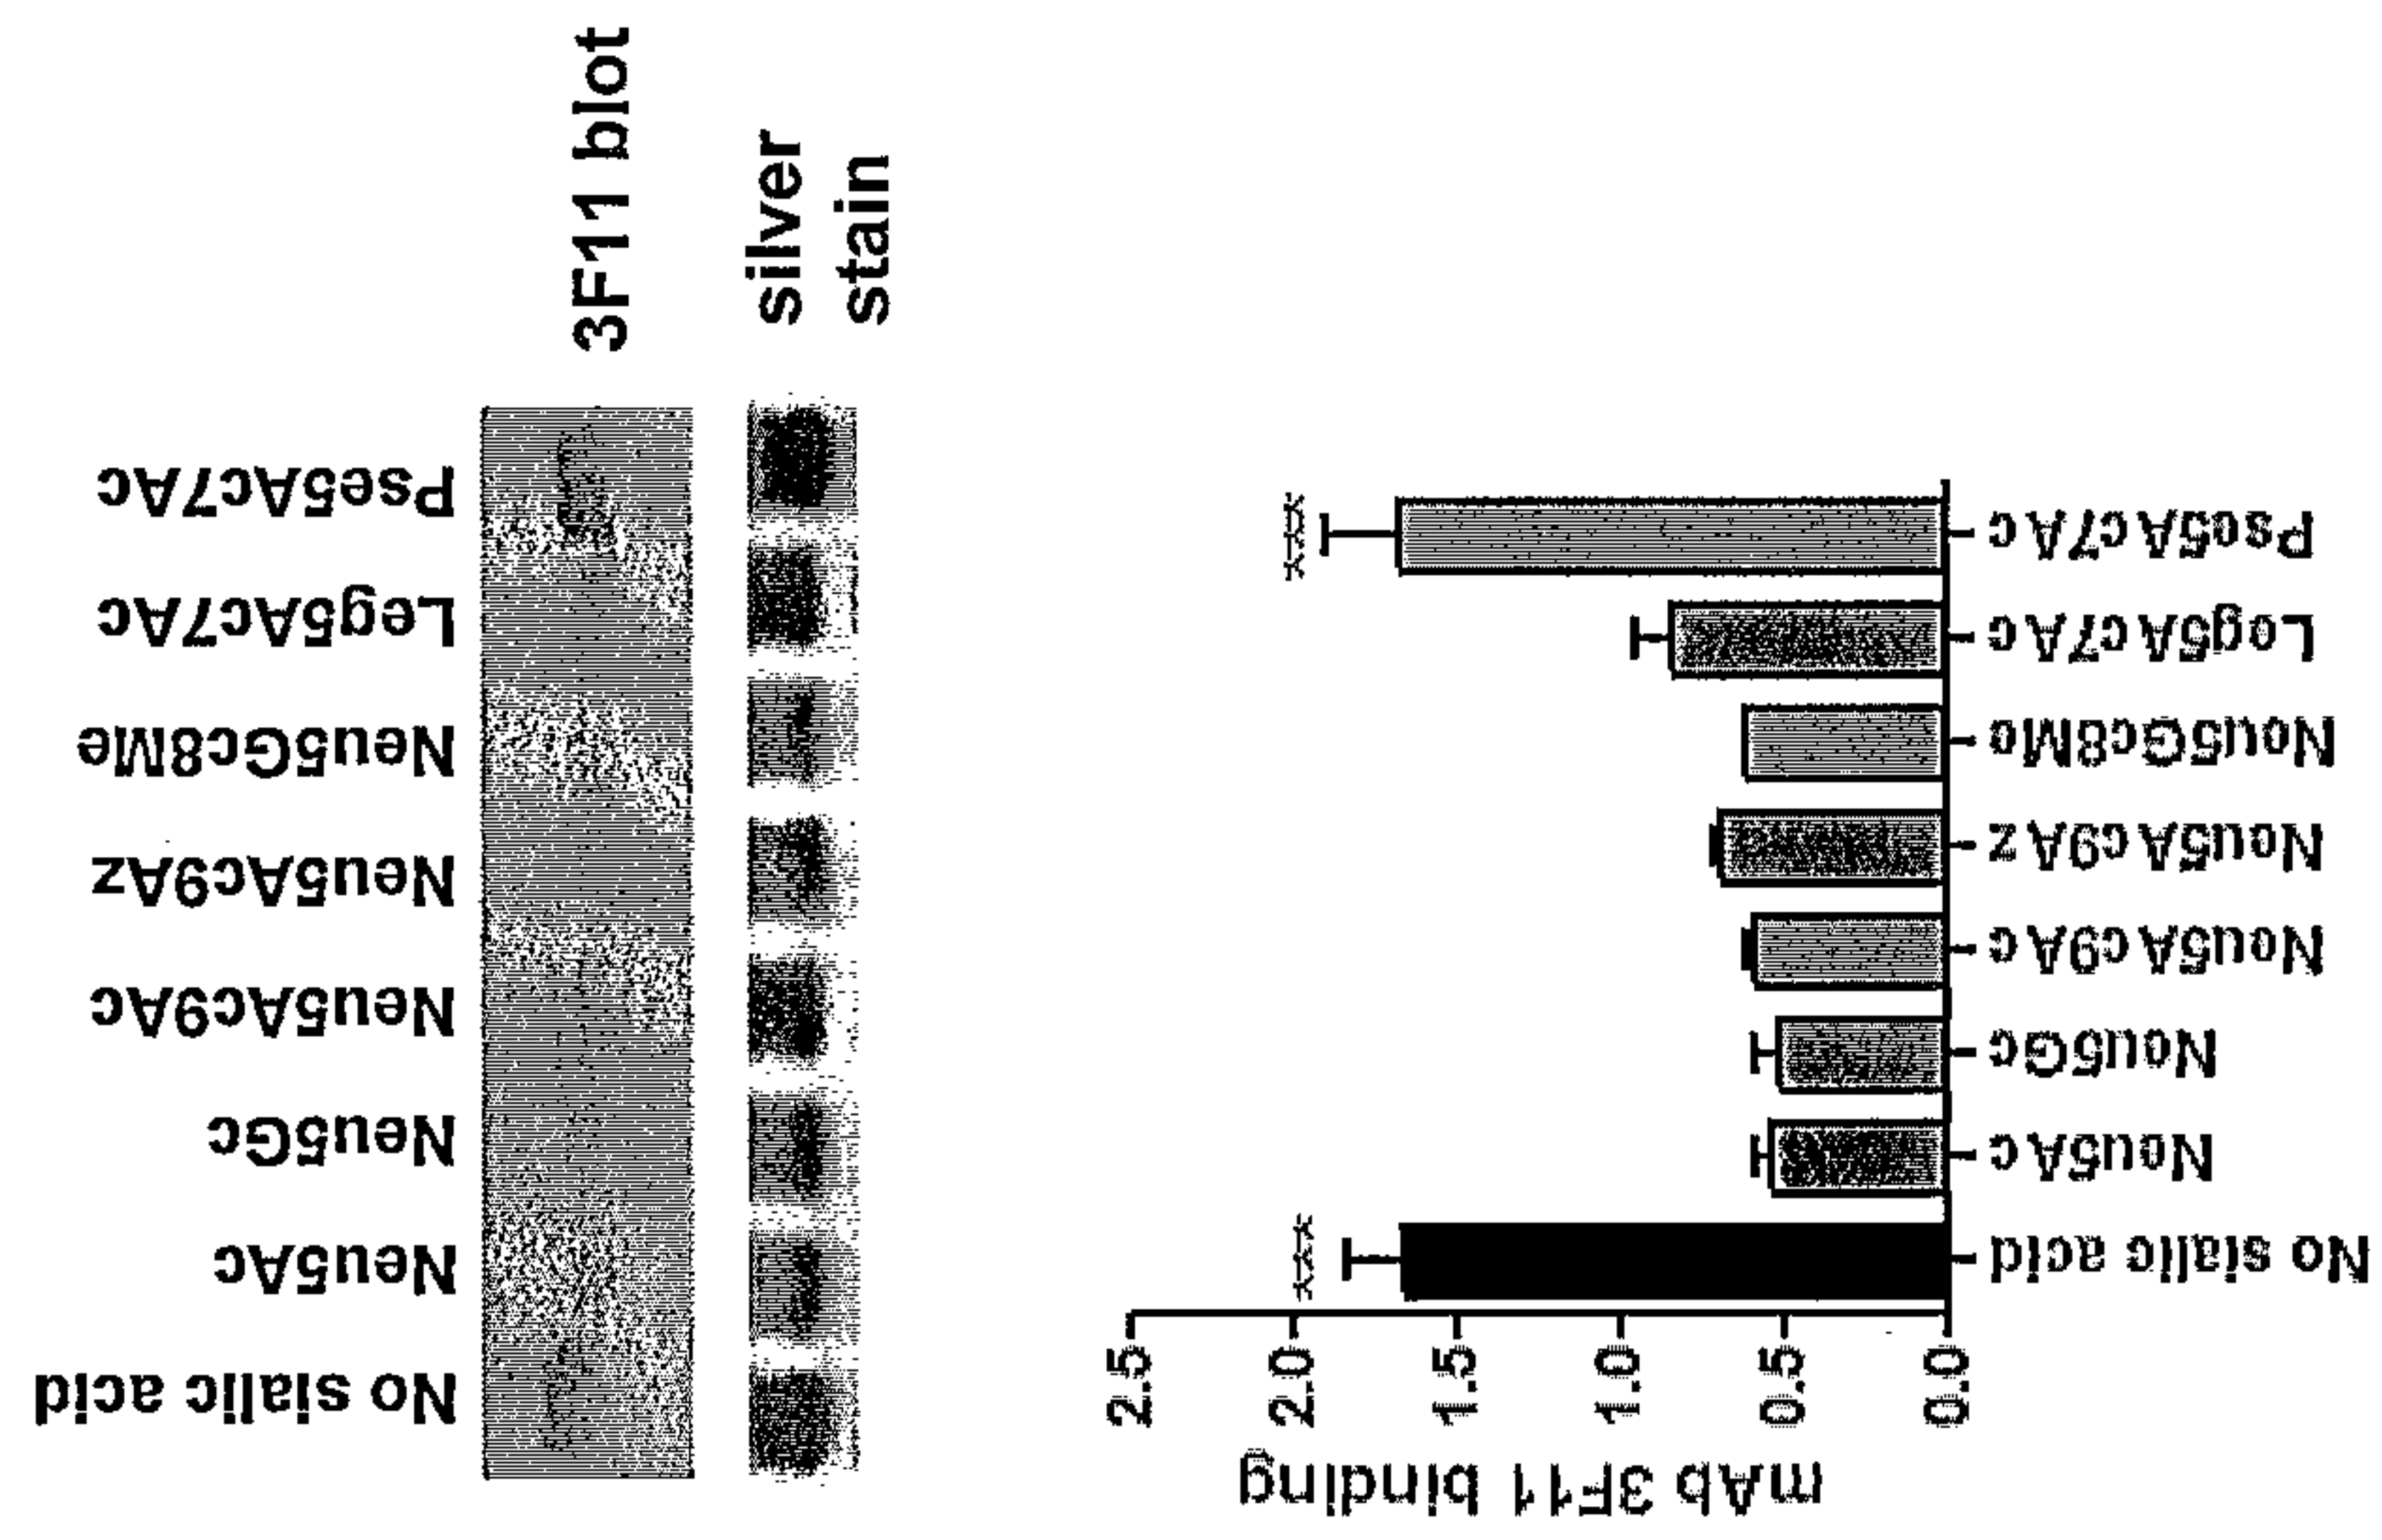 No sialic acid
Neu5Ac
Neu5Gc
Neu5Ac9Ac
Neu5Ac9Az
Neu5Gc8Me
Leg5Ac7Ac
Pse5Ac7Ac
3F11 blot
silver
stain
mAb 3F11 binding
2.5
2.0
1.5
1.0
0.5
0.0
***
***
No sialic acid
Neu5Ac
Neu5Gc
Neu5Ac9Ac
Neu5Ac9Az
Neu5Gc8Me
Leg5Ac7Ac
Pse5Ac7Ac